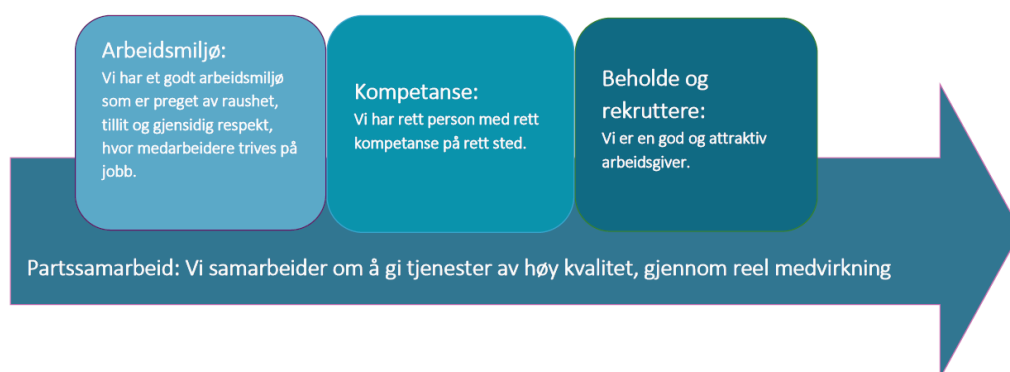 Arbeidsmiljø:
Vi har et godt arbeidsmiljø
som er preget av raushet,
tillit og gjensidig respekt,
hvor medarbeidere trives på
jobb.
Kompetanse:
Vi har rett person med rett
kompetanse på rett sted.
Beholde og
rekruttere:
Vi er en god og attraktiv
arbeidsgiver.
Partssamarbeid: Vi samarbeider om å gi tjenester av høy kvalitet, gjennom reel medvirkning